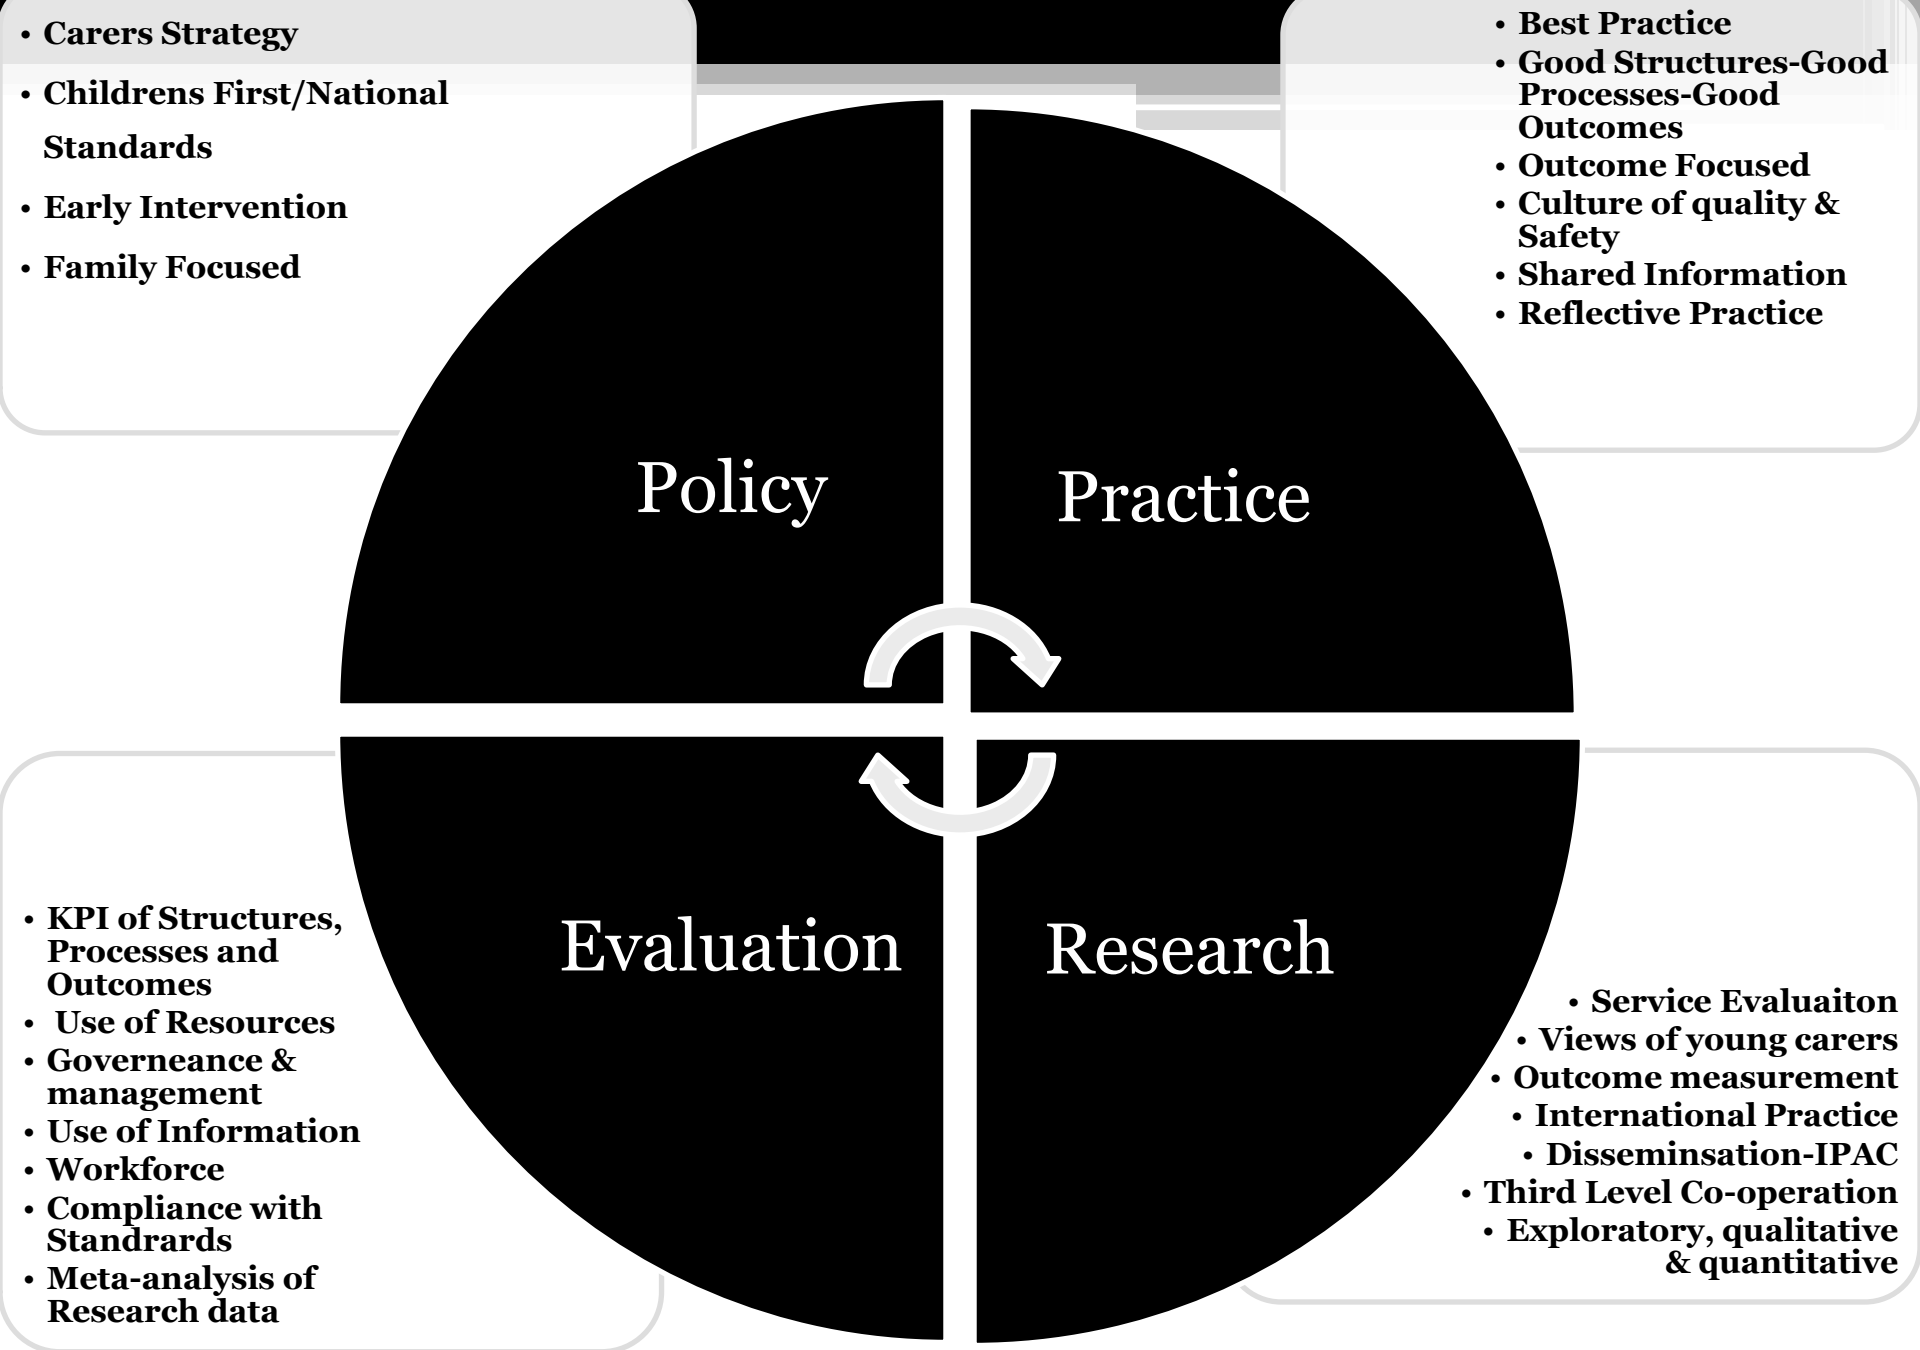 • Carers Strategy
• Childrens First/National
Standards
• Early Intervention
• Family Focused
• Best Practice
• Good Structures-Good
Processes-Good
Outcomes
• Outcome Focused
• Culture of quality &
Safety
• Shared Information
• Reflective Practice
Policy
Practice
Evaluation
Research
• KPI of Structures,
Processes and
Outcomes
• Use of Resources
• Governeance &
management
• Use of Information
• Workforce
• Compliance with
Standrards
• Meta-analysis of
Research data
• Service Evaluaiton
• Views of young carers
• Outcome measurement
• International Practice
• Disseminsation-IPAC
• Third Level Co-operation
• Exploratory, qualitative
& quantitative